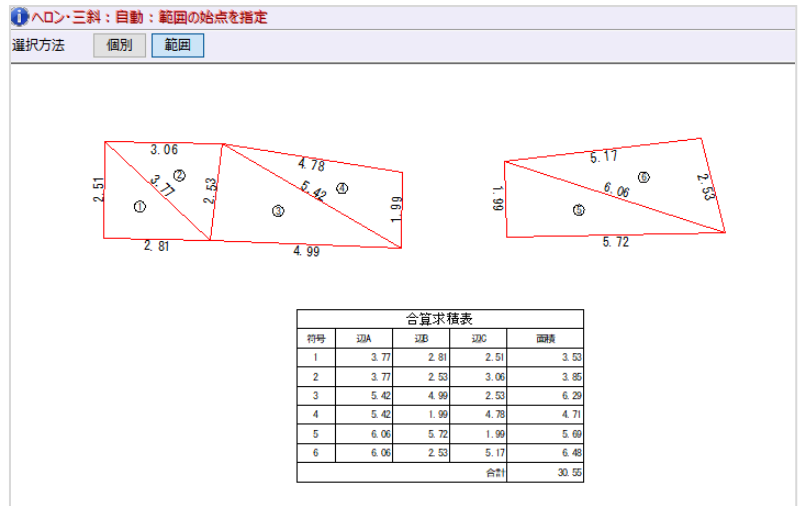 ヘロン・三斜：自動：範囲の始点を指定
選択方法 個別 範囲
3.06
2.51
3.77
②
①
2.53
2.81
4.78
5.42
④
③
1.99
4.99
5.17
⑥
6.06
2.53
1.99
⑤
5.72
合算求積表
符号 辺A 辺B 辺C 面積
1 3.77 2.81 2.51 3.53
2 3.77 2.53 3.06 3.85
3 5.42 4.99 2.53 6.29
4 5.42 1.99 4.78 4.71
5 6.06 5.72 1.99 5.69
6 6.06 2.53 5.17 6.48
合計 30.55